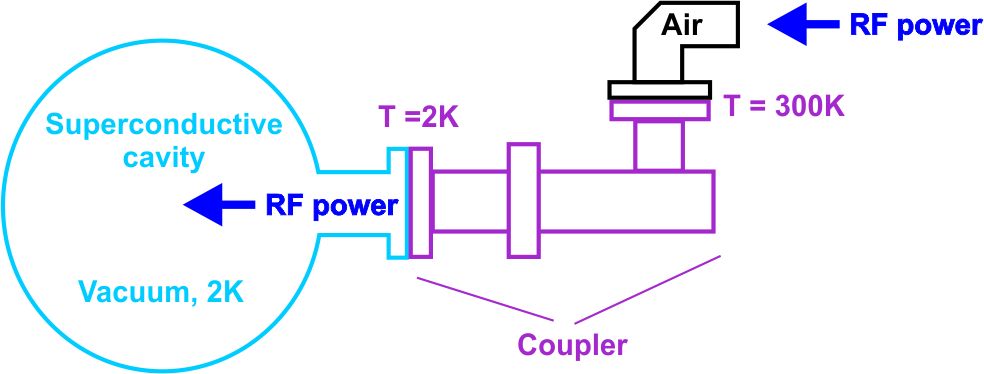 Air
RF power
T = 300K
T =2K
Superconductive
cavity
RF power
Vacuum, 2K
Coupler